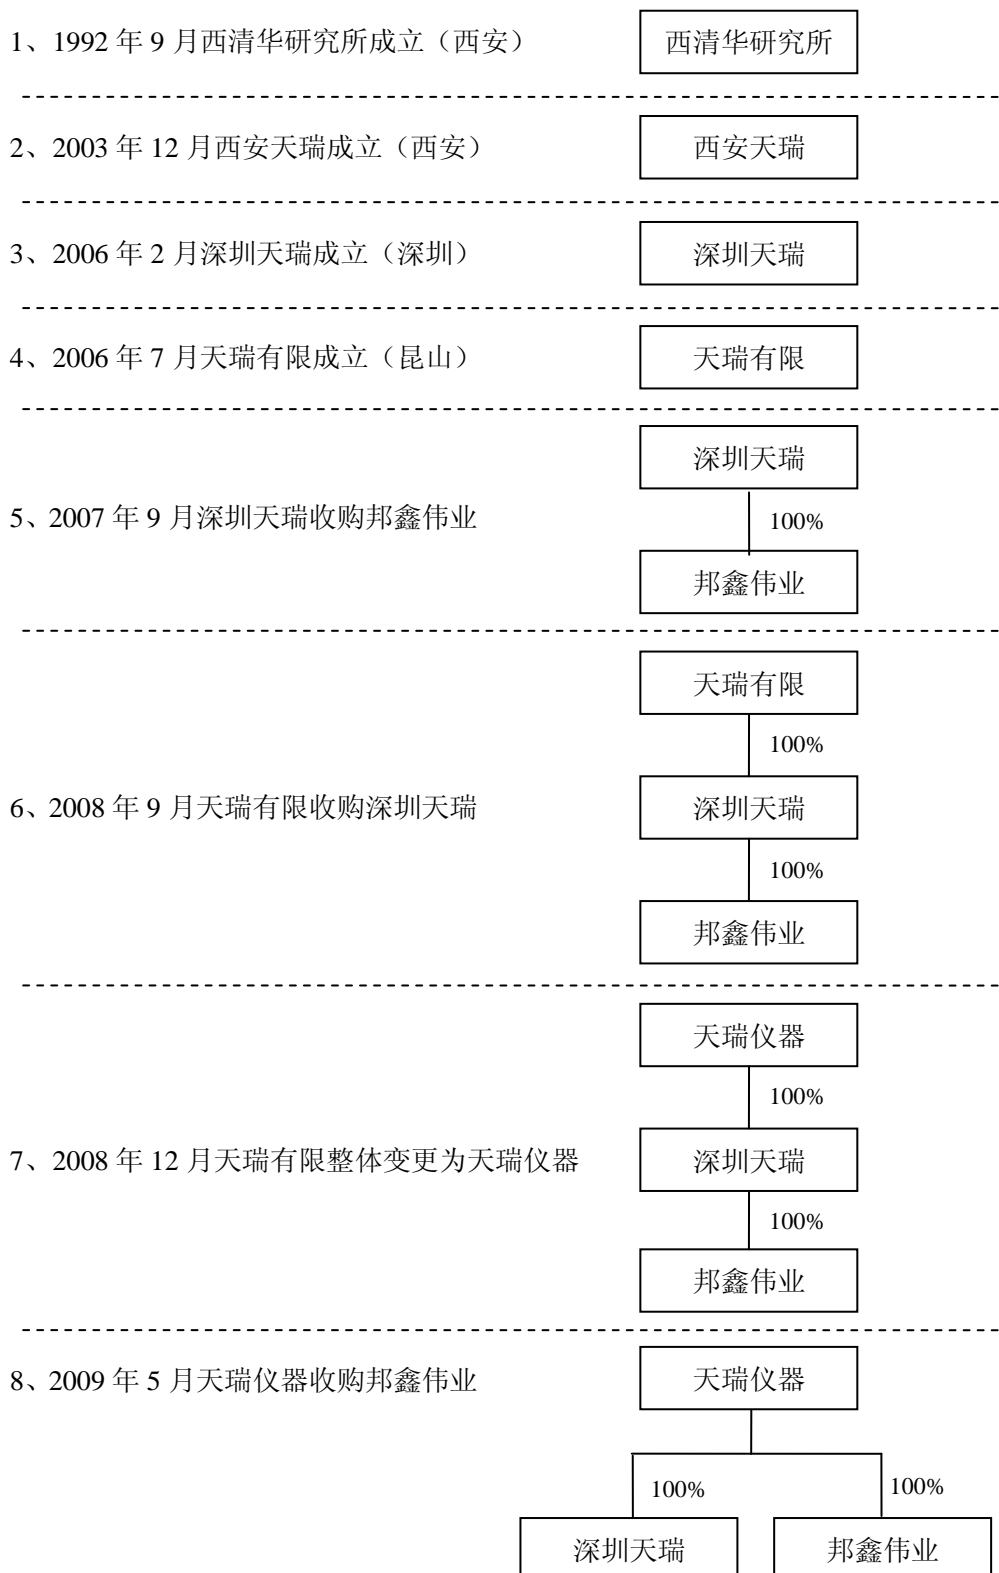 1、1992 年 9 月西清华研究所成立（西安）
西清华研究所
2、2003 年 12 月西安天瑞成立（西安）
西安天瑞
3、2006 年 2 月深圳天瑞成立（深圳）
深圳天瑞
4、2006 年 7 月天瑞有限成立（昆山）
天瑞有限
深圳天瑞
5、2007 年 9 月深圳天瑞收购邦鑫伟业
100%
邦鑫伟业
天瑞有限
100%
6、2008 年 9 月天瑞有限收购深圳天瑞
深圳天瑞
100%
邦鑫伟业
天瑞仪器
100%
7、2008 年 12 月天瑞有限整体变更为天瑞仪器
深圳天瑞
100%
邦鑫伟业
8、2009 年 5 月天瑞仪器收购邦鑫伟业
天瑞仪器
100%
100%
深圳天瑞
邦鑫伟业